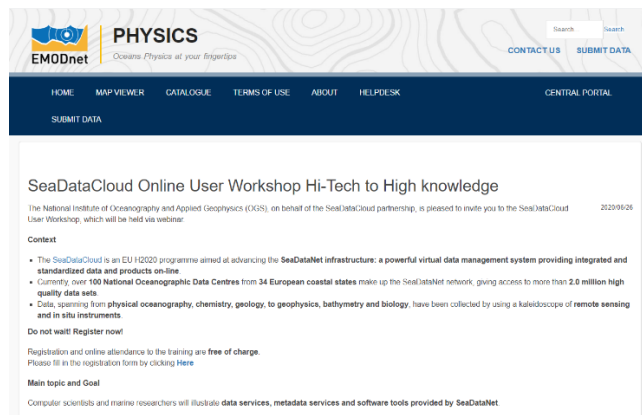 Search
Search
EMODnet
PHYSICS
Oceans Physics at your fingertips
CONTACT US
SUBMIT DATA
HOME
MAP VIEWER
CATALOGUE
TERMS OF USE
ABOUT
HELPDESK
CENTRAL PORTAL
SUBMIT DATA
SeaDataCloud Online User Workshop Hi-Tech to High knowledge
The National Institute of Oceanography and Applied Geophysics (OGS), on behalf of the SeaDataCloud partnership, is pleased to invite you to the SeaDataCloud
User Workshop, which will be held via webinar.
2020/06/26
Context
The SeaDataCloud is an EU H2020 programme aimed at advancing the SeaDataNet infrastructure: a powerful virtual data management system providing integrated and
standardized data and products on-line.
Currently, over 100 National Oceanographic Data Centres from 34 European coastal states make up the SeaDataNet network, giving access to more than 2.0 million high
quality data sets.
Data, spanning from physical oceanography, chemistry, geology, to geophysics, bathymetry and biology, have been collected by using a kaleidoscope of remote sensing
and in situ instruments.
Do not wait! Register now!
Registration and online attendance to the training are free of charge.
Please fill in the registration form by clicking Here
Main topic and Goal
Computer scientists and marine researchers will illustrate data services, metadata services and software tools provided by SeaDataNet